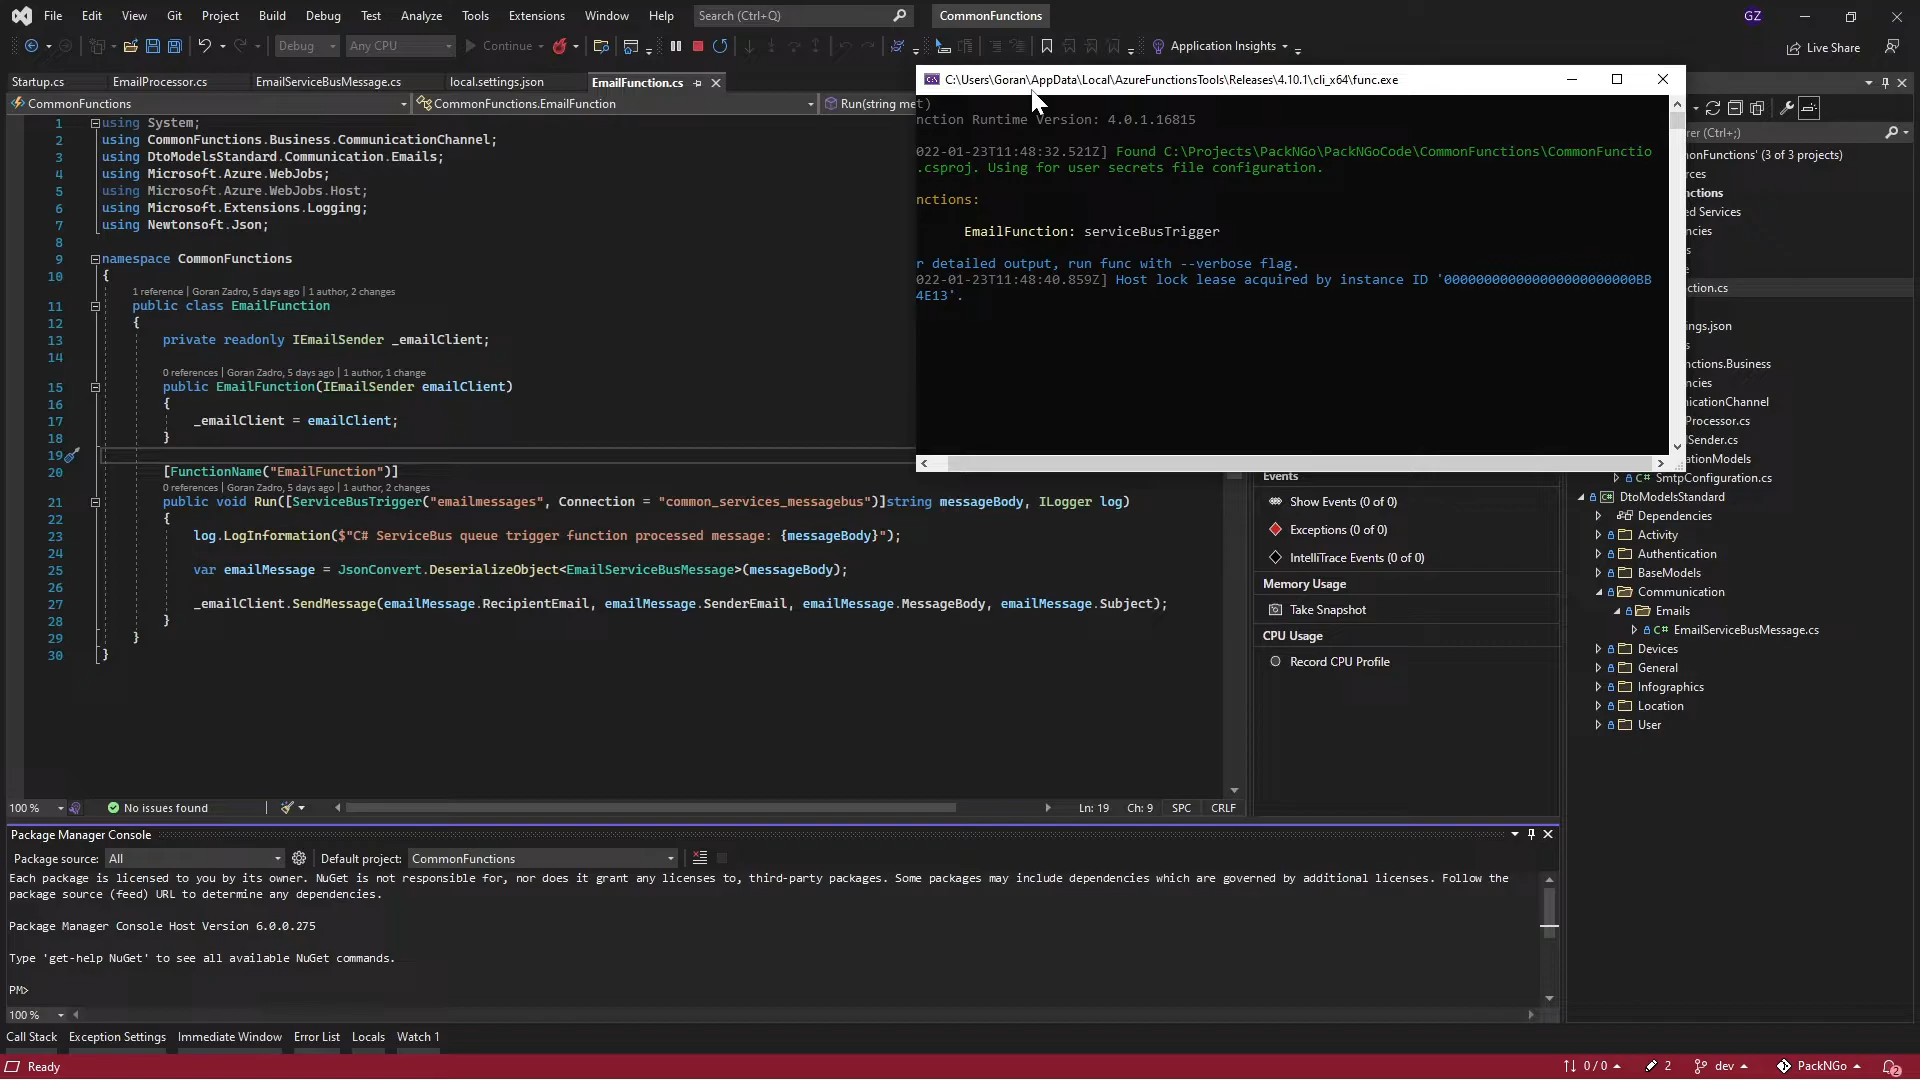 File Edit View Git Project Build Debug Test Analyze Tools Extensions Window Help Search (Ctrl+Q) CommonFunctions GZ
Debug Any CPU Continue Application Insights Live Share
Startup.cs EmailProcessor.cs EmailServiceBusMessage.cs local.settings.json EmailFunction.cs
CommonFunctions CommonFunctions.EmailFunction Run(string met)
1 using System;
2 using CommonFunctions.Business.CommunicationChannel;
3 using DtoModelsStandard.Communication.Emails;
4 using Microsoft.Azure.WebJobs;
5 using Microsoft.Azure.WebJobs.Host;
6 using Microsoft.Extensions.Logging;
7 using Newtonsoft.Json;
8
9 namespace CommonFunctions
10 {
1 reference | Goran Zadro, 5 days ago | 1 author, 2 changes
11 public class EmailFunction
12 {
13 private readonly IEmailSender _emailClient;
14
0 references | Goran Zadro, 5 days ago | 1 author, 1 change
15 public EmailFunction(IEmailSender emailClient)
16 {
17 _emailClient = emailClient;
18 }
19
20 [FunctionName("EmailFunction")]
0 references | Goran Zadro, 5 days ago | 1 author, 2 changes
21 public void Run([ServiceBusTrigger("emailmessages", Connection = "common_services_messagebus")]string messageBody, ILogger log)
22 {
23 log.LogInformation($"C# ServiceBus queue trigger function processed message: {messageBody}");
24
25 var emailMessage = JsonConvert.DeserializeObject<EmailServiceBusMessage>(messageBody);
26
27 _emailClient.SendMessage(emailMessage.RecipientEmail, emailMessage.SenderEmail, emailMessage.MessageBody, emailMessage.Subject);
28 }
29 }
30 }
C:\Users\Goran\AppData\Local\AzureFunctionsTools\Releases\4.10.1\cli_x64\func.exe
nction Runtime Version: 4.0.1.16815
022-01-23T11:48:32.521Z] Found C:\Projects\PackNGo\PackNGoCode\CommonFunctions\CommonFunctio
.csproj. Using for user secrets file configuration.
nctions:
EmailFunction: serviceBusTrigger
r detailed output, run func with --verbose flag.
022-01-23T11:48:40.859Z] Host lock lease acquired by instance ID '000000000000000000000000BB
4E13'.
Events
Show Events (0 of 0)
Exceptions (0 of 0)
IntelliTrace Events (0 of 0)
Memory Usage
Take Snapshot
CPU Usage
Record CPU Profile
rer (Ctrl+;)
nonFunctions' (3 of 3 projects)
rces
nctions
ed Services
ncies
s
e
ction.cs
ngs.json
s
nctions.Business
ncies
nicationChannel
Processor.cs
Sender.cs
ationModels
C# SmtpConfiguration.cs
C# DtoModelsStandard
Dependencies
Activity
Authentication
BaseModels
Communication
Emails
C# EmailServiceBusMessage.cs
Devices
General
Infographics
Location
User
100 % No issues found Ln: 19 Ch: 9 SPC CRLF
Package Manager Console
Package source: All Default project: CommonFunctions
Each package is licensed to you by its owner. NuGet is not responsible for, nor does it grant any licenses to, third-party packages. Some packages may include dependencies which are governed by additional licenses. Follow the
package source (feed) URL to determine any dependencies.
Package Manager Console Host Version 6.0.0.275
Type 'get-help NuGet' to see all available NuGet commands.
PM>
100 %
Call Stack Exception Settings Immediate Window Error List Locals Watch 1
Ready 0 / 0 2 dev PackNGo 2